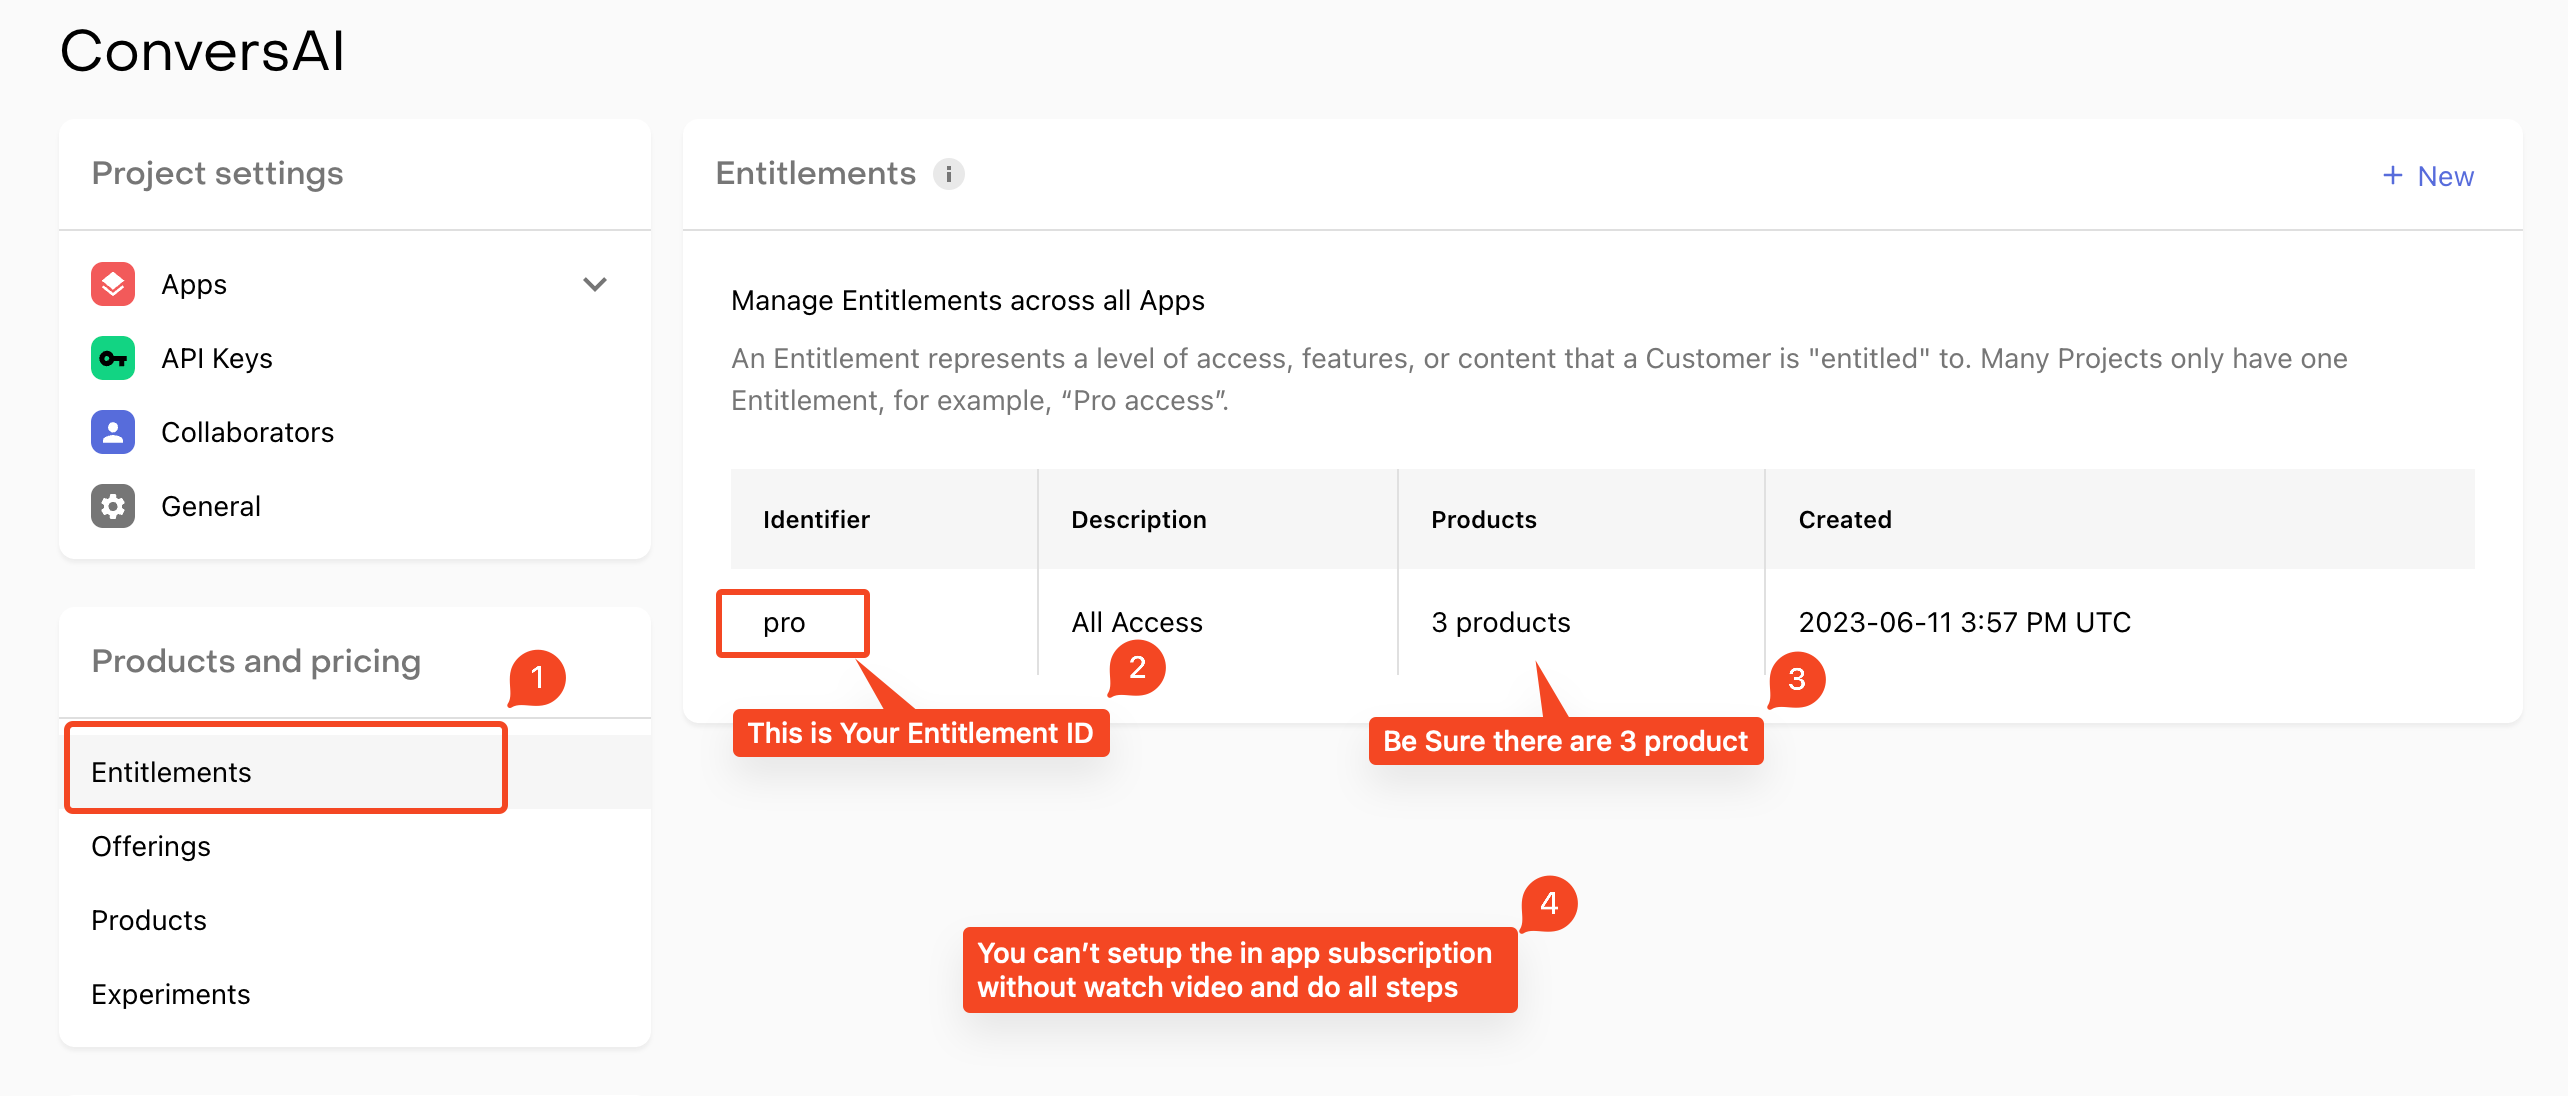 ConversAI
Project settings
Apps
API Keys
Collaborators
General
Products and pricing
1
Entitlements
Offerings
Products
Experiments
Entitlements
+ New
Manage Entitlements across all Apps
An Entitlement represents a level of access, features, or content that a Customer is "entitled" to. Many Projects only have one
Entitlement, for example, “Pro access”.
Identifier Description Products Created
pro All Access 3 products 2023-06-11 3:57 PM UTC
2
This is Your Entitlement ID
3
Be Sure there are 3 product
4
You can’t setup the in app subscription
without watch video and do all steps